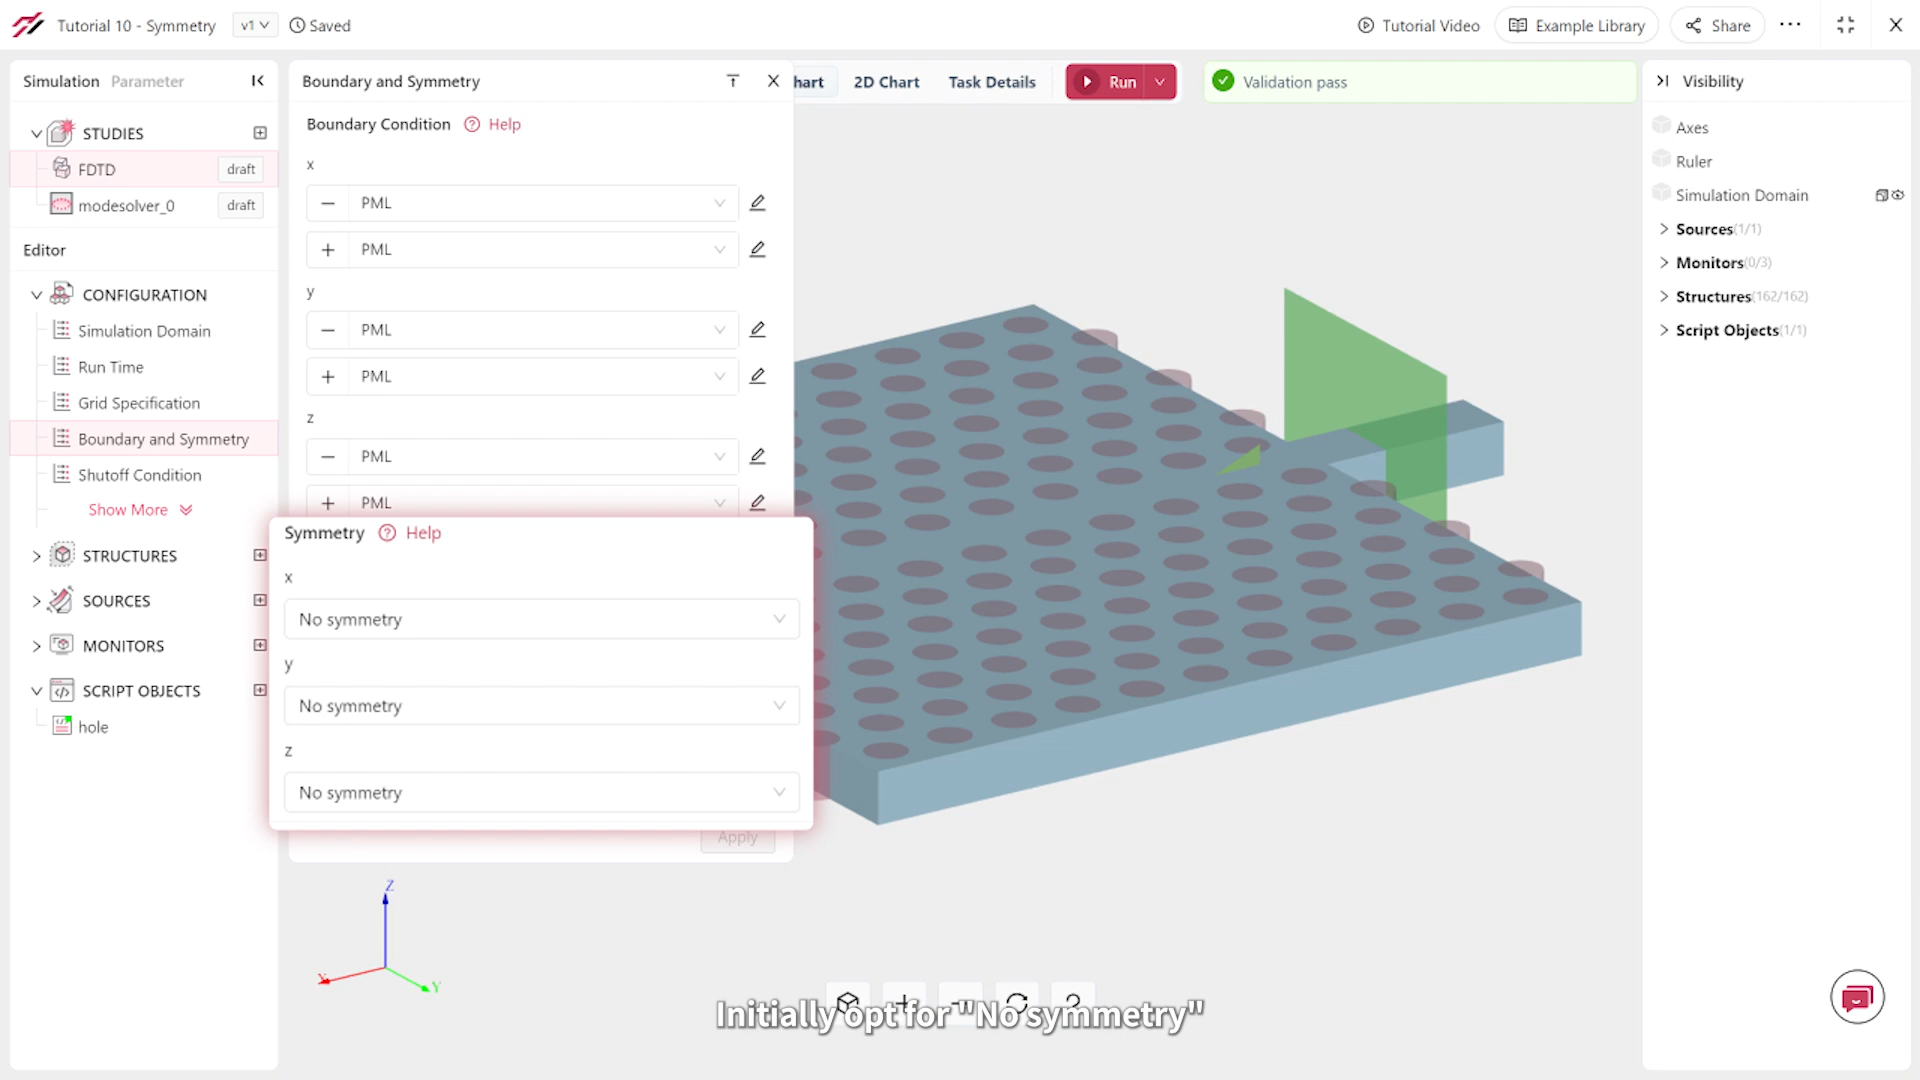 Tutorial 10 - Symmetry
v1
Saved
Tutorial Video
Example Library
Share
Simulation Parameter
STUDIES
FDTD draft
modesolver_0 draft
Editor
CONFIGURATION
Simulation Domain
Run Time
Grid Specification
Boundary and Symmetry
Shutoff Condition
Show More
STRUCTURES
SOURCES
MONITORS
SCRIPT OBJECTS
hole
Boundary and Symmetry
Boundary Condition Help
x
PML
PML
y
PML
PML
z
PML
PML
Symmetry Help
x
No symmetry
y
No symmetry
z
No symmetry
Apply
hart
2D Chart
Task Details
Run
Validation pass
Visibility
Axes
Ruler
Simulation Domain
Sources(1/1)
Monitors(0/3)
Structures(162/162)
Script Objects(1/1)
Z
X
Y
Initially opt for "No symmetry"